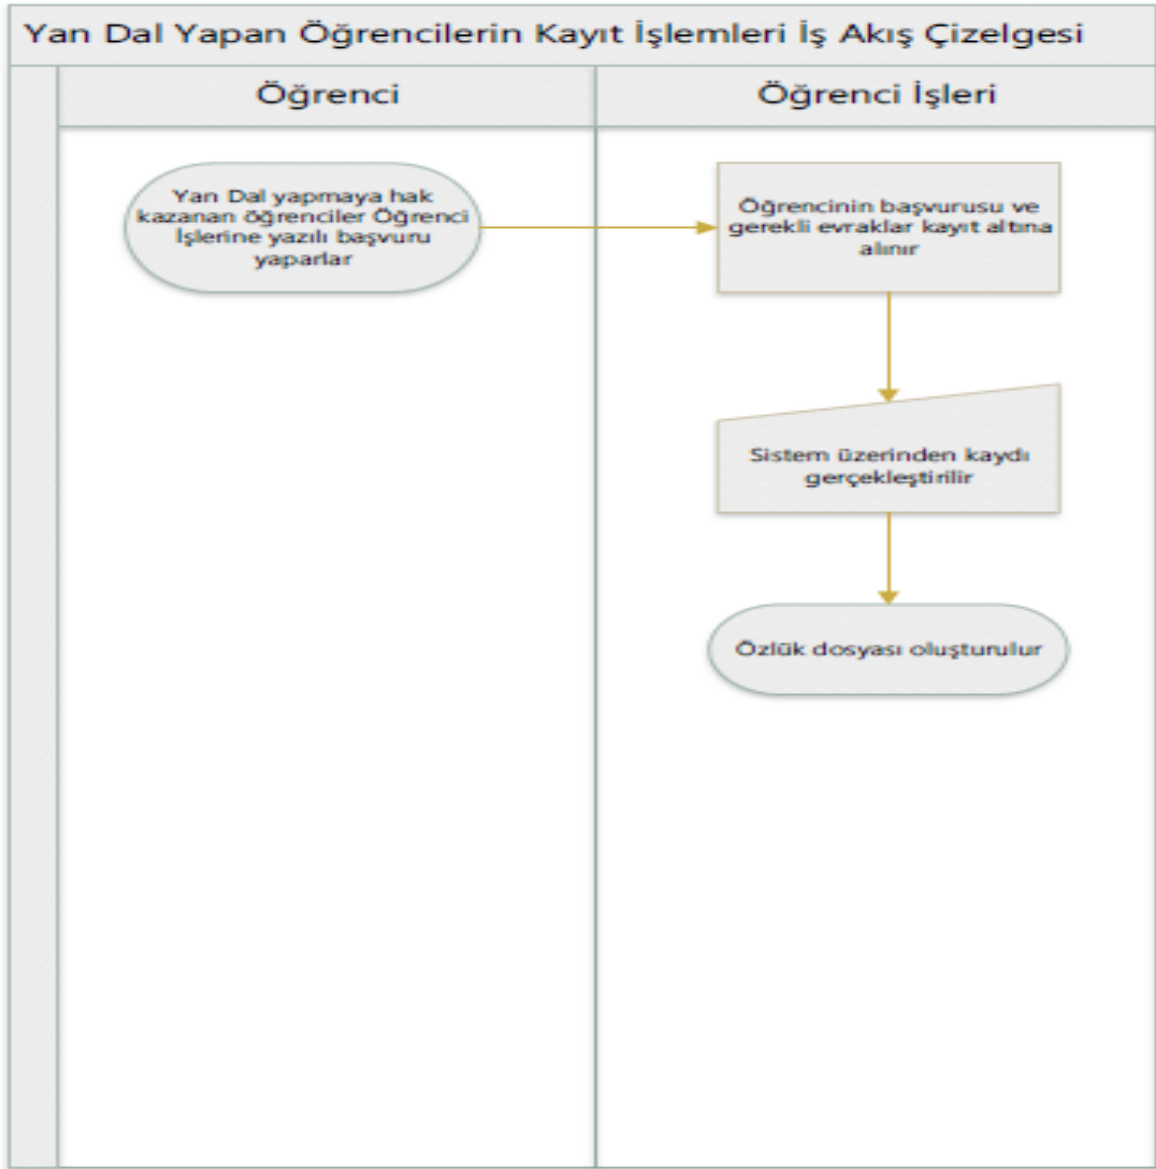 Yan Dal Yapan Öğrencilerin Kayıt İşlemleri İş Akış Çizelgesi
Öğrenci
Öğrenci İşleri
Yan Dal yapmaya hak
kazanan öğrenciler Öğrenci
İşlerine yazılı başvuru
yaparlar
Öğrencinin başvurusu ve
gerekli evraklar kayıt altına
alınır
Sistem üzerinden kaydı
gerçekleştirilir
Özlük dosyası oluşturulur